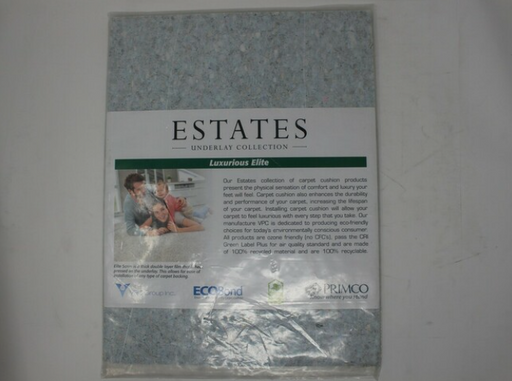 ESTATES
UNDERLAY COLLECTION
Luxurious Elite
Our Estates collection of carpet cushion products
present the physical sensation of comfort and luxury your
feet will feel. Carpet cushion also enhances the durability
and performance of your carpet, increasing the lifespan
of your carpet. Installing carpet cushion will allow your
carpet to feel luxurious with every step that you take. Our
manufacture VPC is dedicated to producing eco-friendly
choices for today's environmentally conscious consumer.
All products are ozone friendly (no CFC's), pass the CRI
Green Label Plus for air quality standard and are made
of 100% recycled material and are 100% recyclable.
ECOBond
PRIMCO